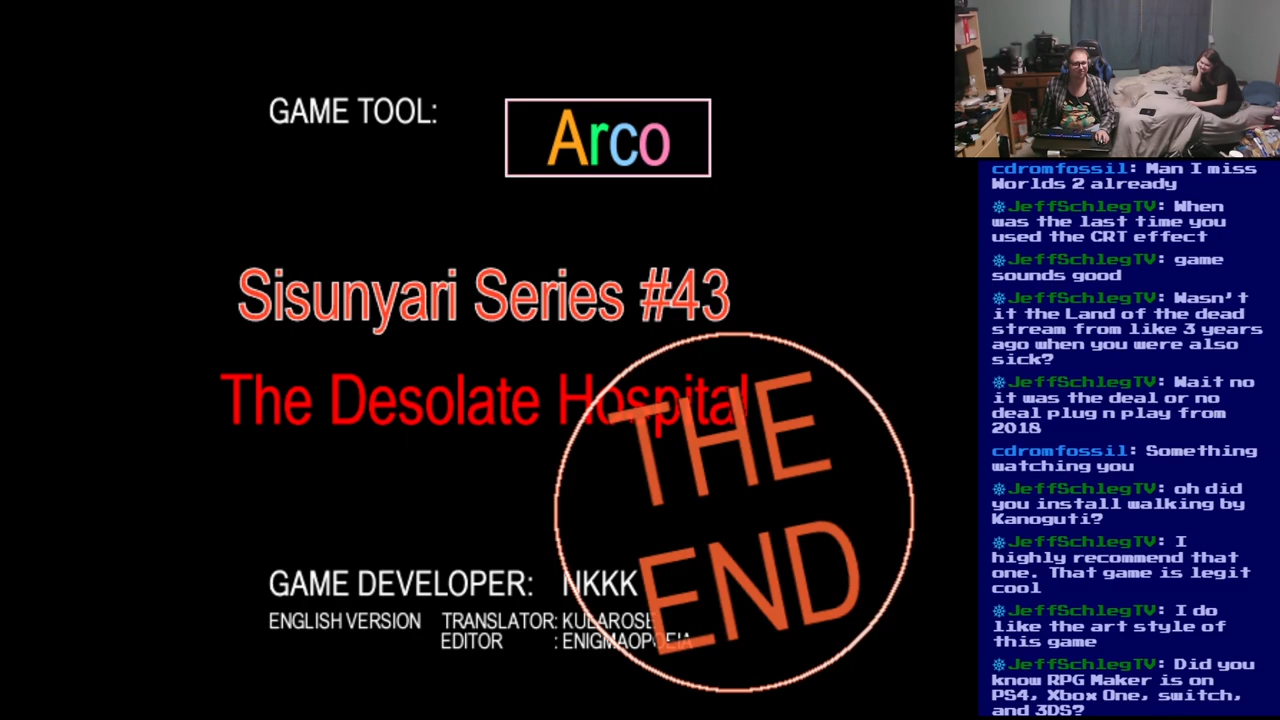 GAME TOOL:
Arco
Sisunyari Series #43
The Desolate Hospital
THE
END
GAME DEVELOPER: NKKK
ENGLISH VERSION TRANSLATOR: KULAROSE
EDITOR : ENIGMAOPOEIA
cdromfossil: Man I miss
Worlds 2 already
JeffSchlegTV: When
was the last time you
used the CRT effect
JeffSchlegTV: game
sounds good
JeffSchlegTV: Wasn't
it the Land of the dead
stream from like 3 years
ago when you were also
sick?
JeffSchlegTV: Wait no
it was the deal or no
deal plug n play from
2018
cdromfossil: Something
watching you
JeffSchlegTV: oh did
you install walking by
Kanoguti?
JeffSchlegTV: I
highly recommend that
one. That game is legit
cool
JeffSchlegTV: I do
like the art style of
this game
JeffSchlegTV: Did you
know RPG Maker is on
PS4, Xbox One, switch,
and 3DS?